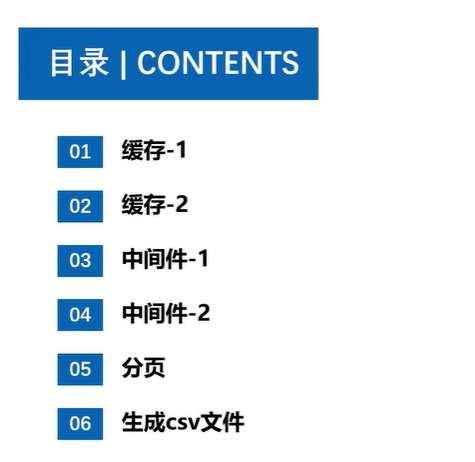 目录 | CONTENTS
01 缓存-1
02 缓存-2
03 中间件-1
04 中间件-2
05 分页
06 生成csv文件